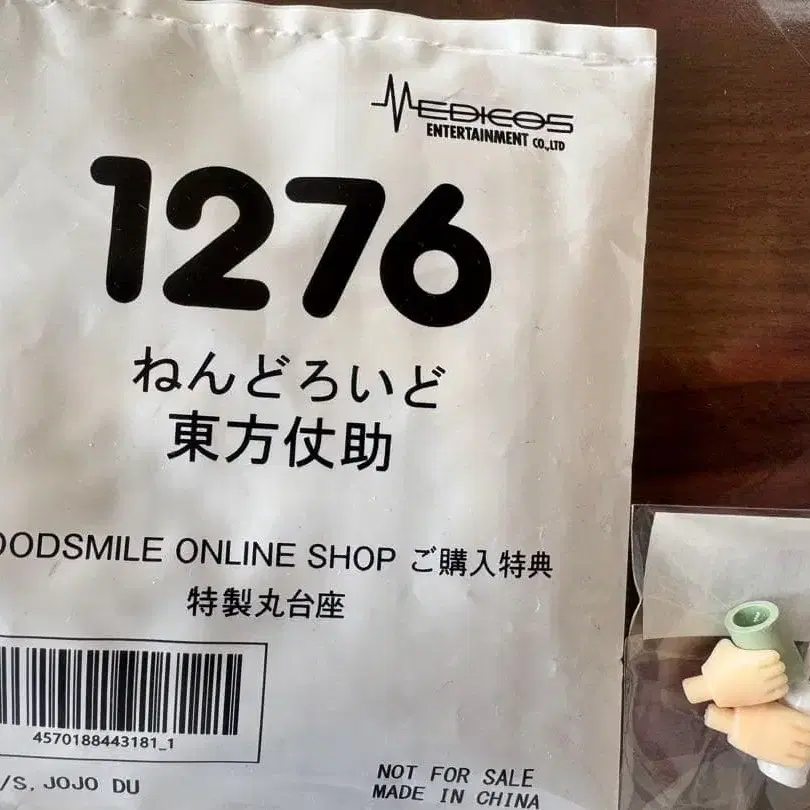 MEDICOS
ENTERTAINMENT CO.,LTD
1276
ねんどろいど
東方仗助
OODSMILE ONLINE SHOP ご購入特典
特製丸台座
4570188443181_1
/S, JOJO DU
NOT FOR SALE
MADE IN CHINA